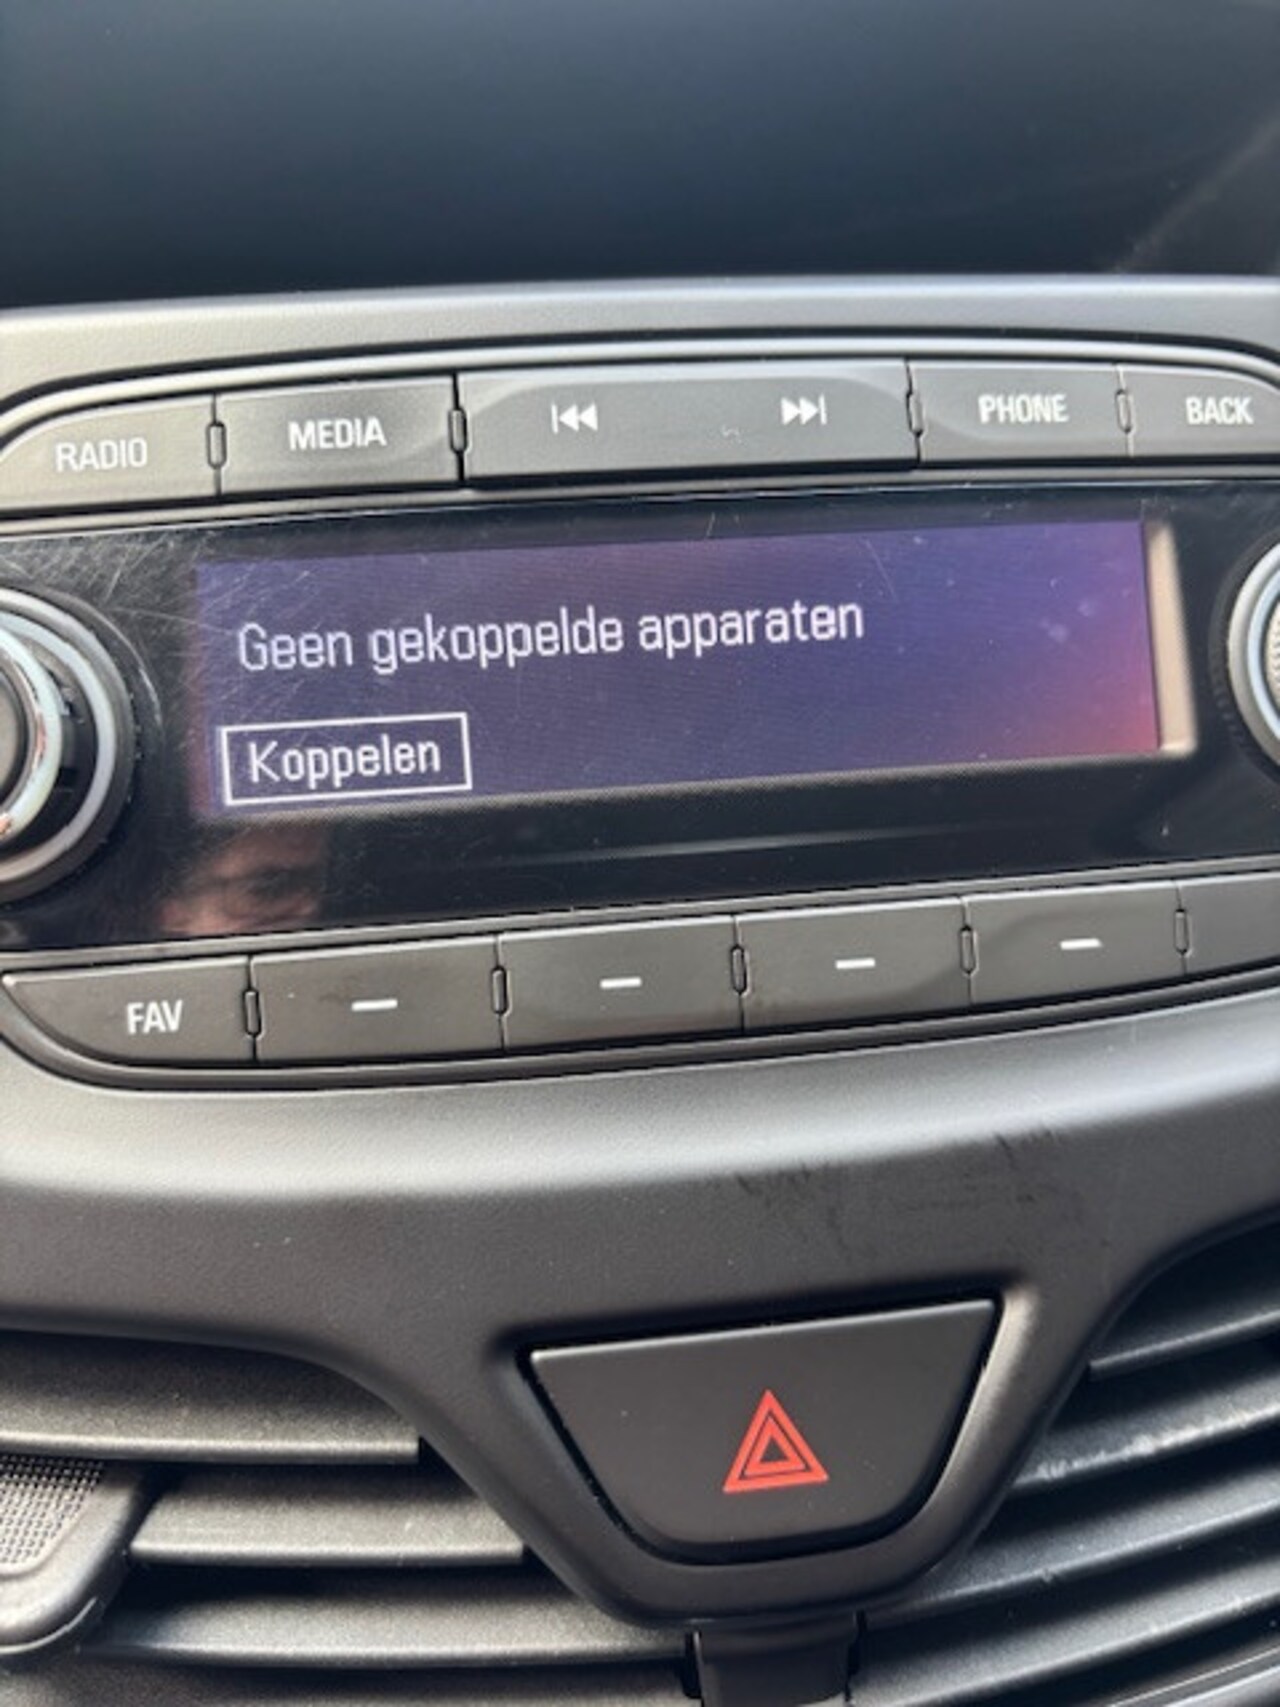 RADIO MEDIA PHONE BACK
Geen gekoppelde apparaten
Koppelen
FAV